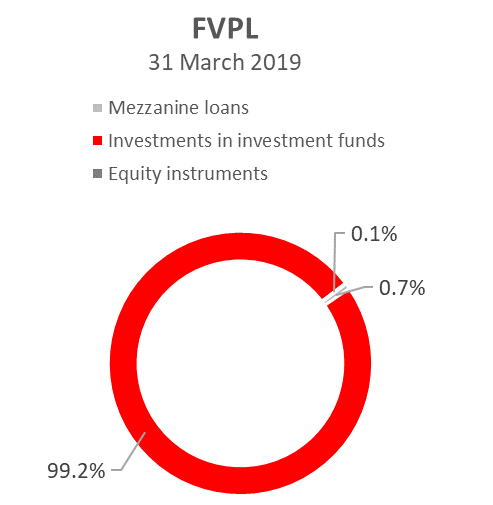 FVPL
31 March 2019
Mezzanine loans
Investments in investment funds
Equity instruments
0.1%
0.7%
99.2%